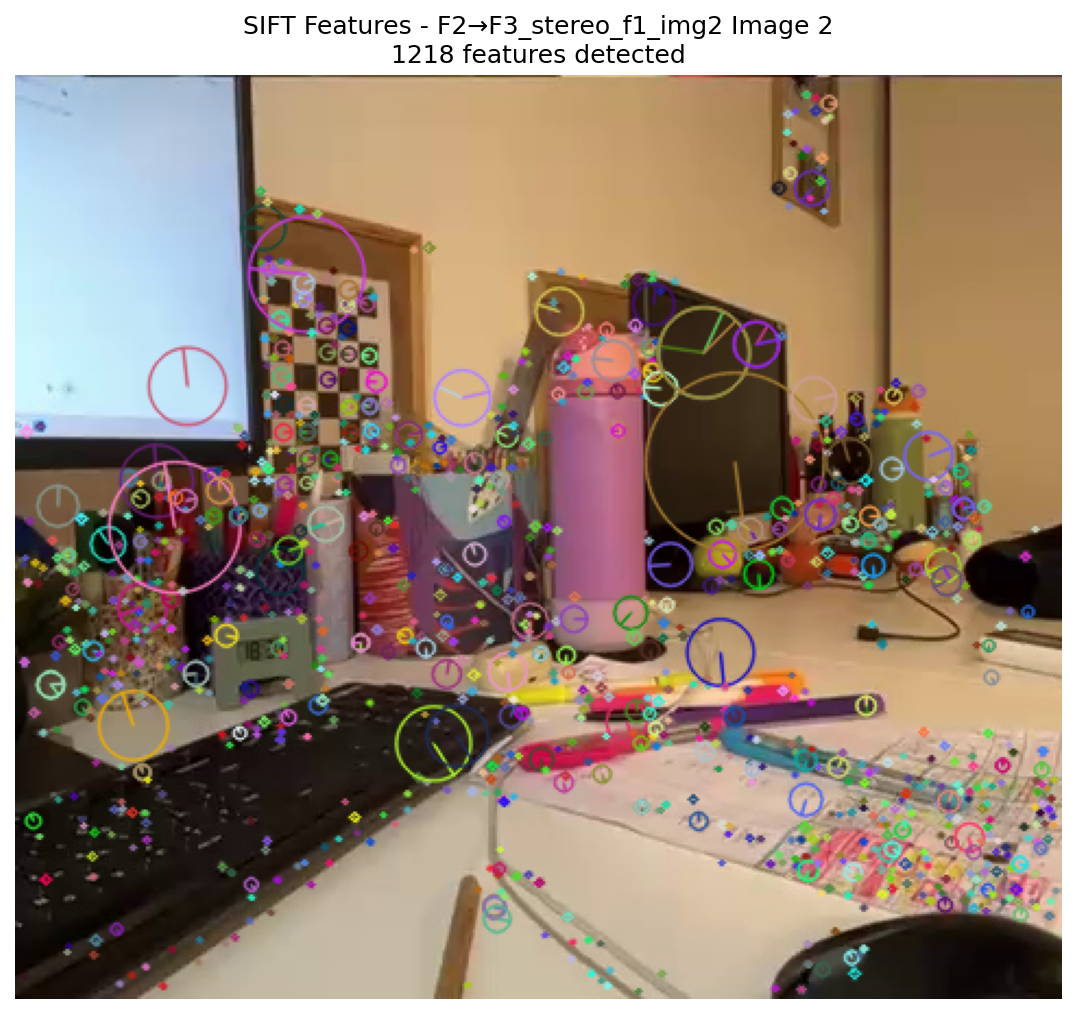 SIFT Features - F2→F3_stereo_f1_img2 Image 2
1218 features detected